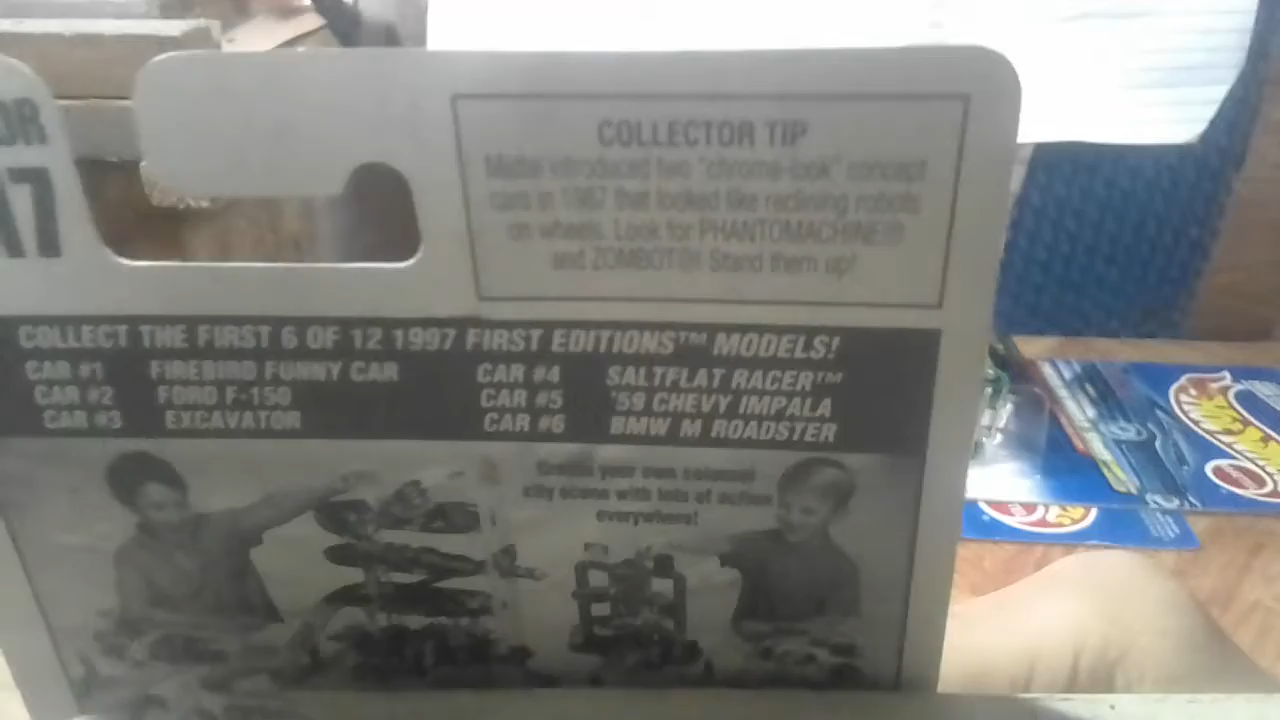 COLLECTOR TIP
Mattel introduced two "chrome-look" concept
cars in 1987 that looked like reclining robots
on wheels. Look for PHANTOMACHINE®
and ZOMBOT®! Stand them up!
COLLECT THE FIRST 6 OF 12 1997 FIRST EDITIONS™ MODELS!
CAR #1 FIREBIRD FUNNY CAR
CAR #2 FORD F-150
CAR #3 EXCAVATOR
CAR #4 SALTFLAT RACER™
CAR #5 '59 CHEVY IMPALA
CAR #6 BMW M ROADSTER
Create your own colossal
city scene with lots of action
everywhere!